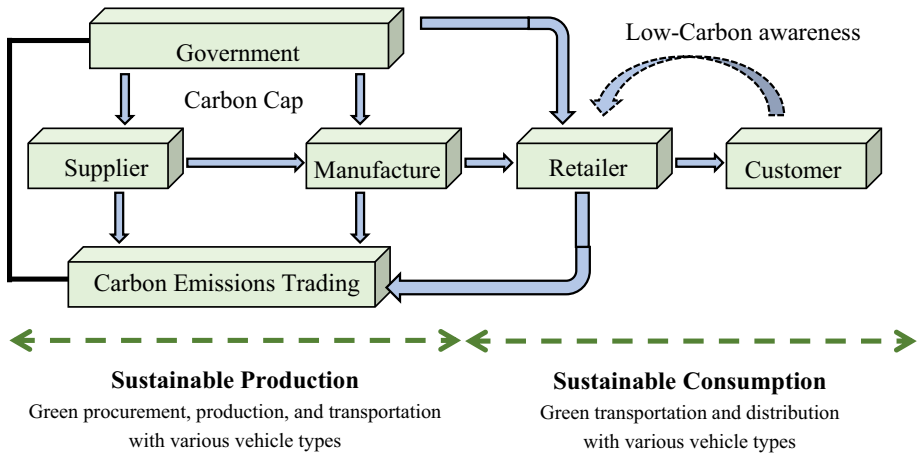 Low-Carbon awareness
Government
Carbon Cap
Supplier
Manufacture
Retailer
Customer
Carbon Emissions Trading
Sustainable Production
Green procurement, production, and transportation
with various vehicle types
Sustainable Consumption
Green transportation and distribution
with various vehicle types